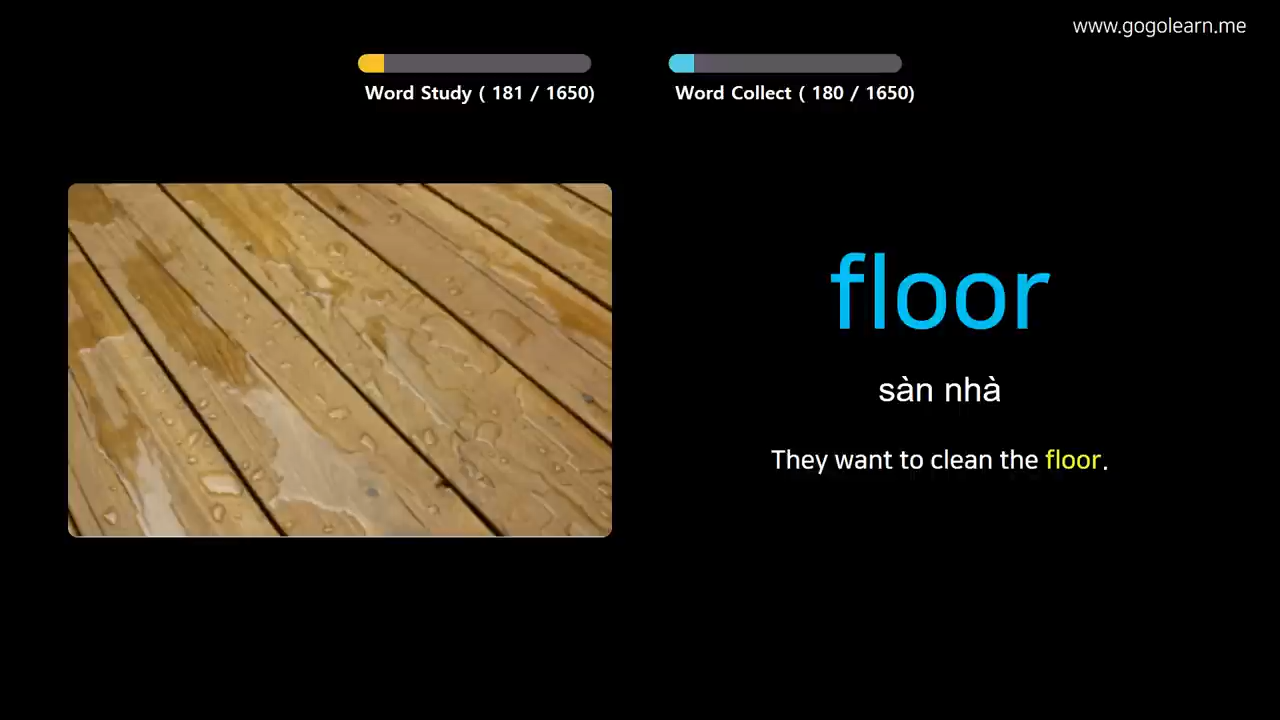 www.gogolearn.me
Word Study ( 181 / 1650)
Word Collect ( 180 / 1650)
floor
sàn nhà
They want to clean the floor.